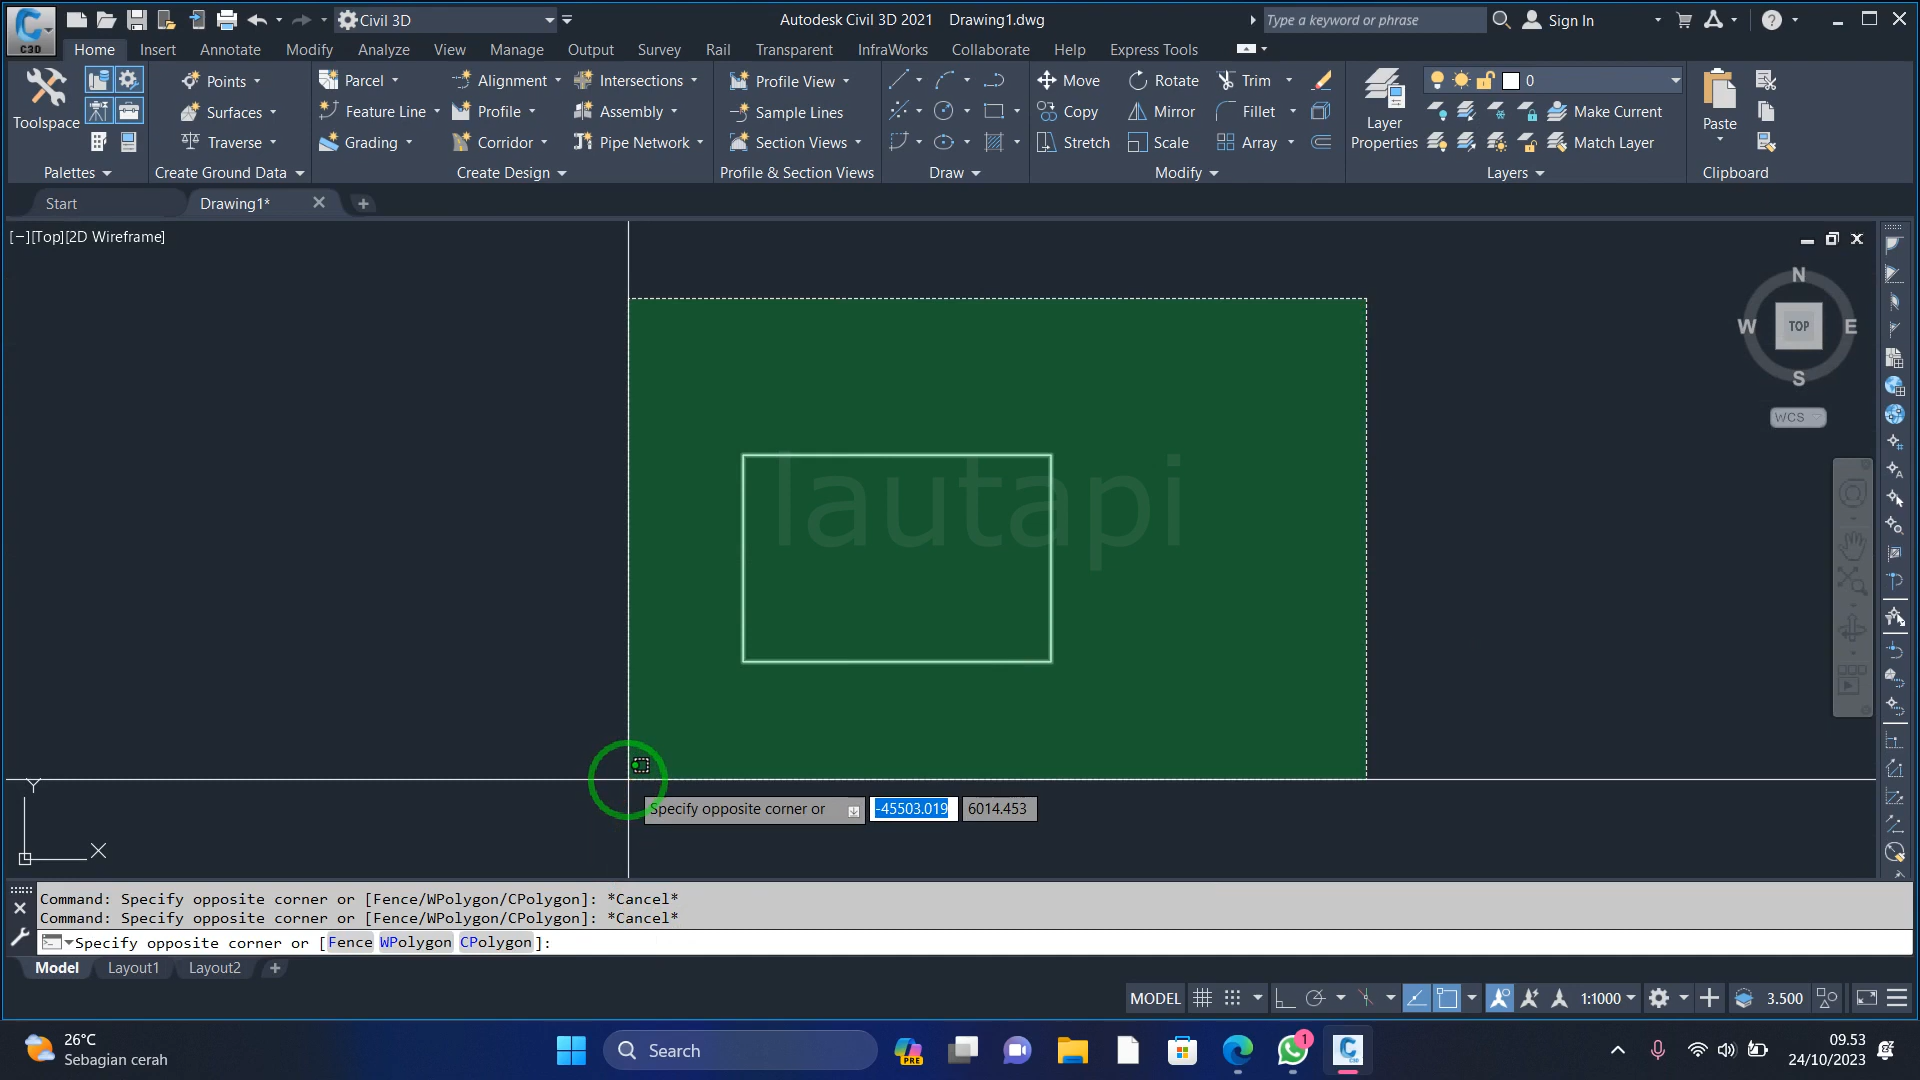 C3D
Civil 3D
Autodesk Civil 3D 2021 Drawing1.dwg
Type a keyword or phrase
Sign In
Home Insert Annotate Modify Analyze View Manage Output Survey Rail Transparent InfraWorks Collaborate Help Express Tools
Toolspace
Palettes
Points
Surfaces
Traverse
Create Ground Data
Parcel
Feature Line
Grading
Alignment
Profile
Corridor
Intersections
Assembly
Pipe Network
Create Design
Profile View
Sample Lines
Section Views
Profile & Section Views
Draw
Move
Copy
Stretch
Rotate
Mirror
Scale
Trim
Fillet
Array
Modify
Layer
Properties
0
Make Current
Match Layer
Layers
Paste
Clipboard
Start
Drawing1*
[−][Top][2D Wireframe]
N
W TOP E
S
WCS
lautapi
Specify opposite corner or -45503.019 6014.453
Y
X
Command: Specify opposite corner or [Fence/WPolygon/CPolygon]: *Cancel*
Command: Specify opposite corner or [Fence/WPolygon/CPolygon]: *Cancel*
Specify opposite corner or [Fence WPolygon CPolygon]:
Model Layout1 Layout2
MODEL 1:1000 3.500
26°C
Sebagian cerah
Search
PRE
1
C3D
09.53
24/10/2023